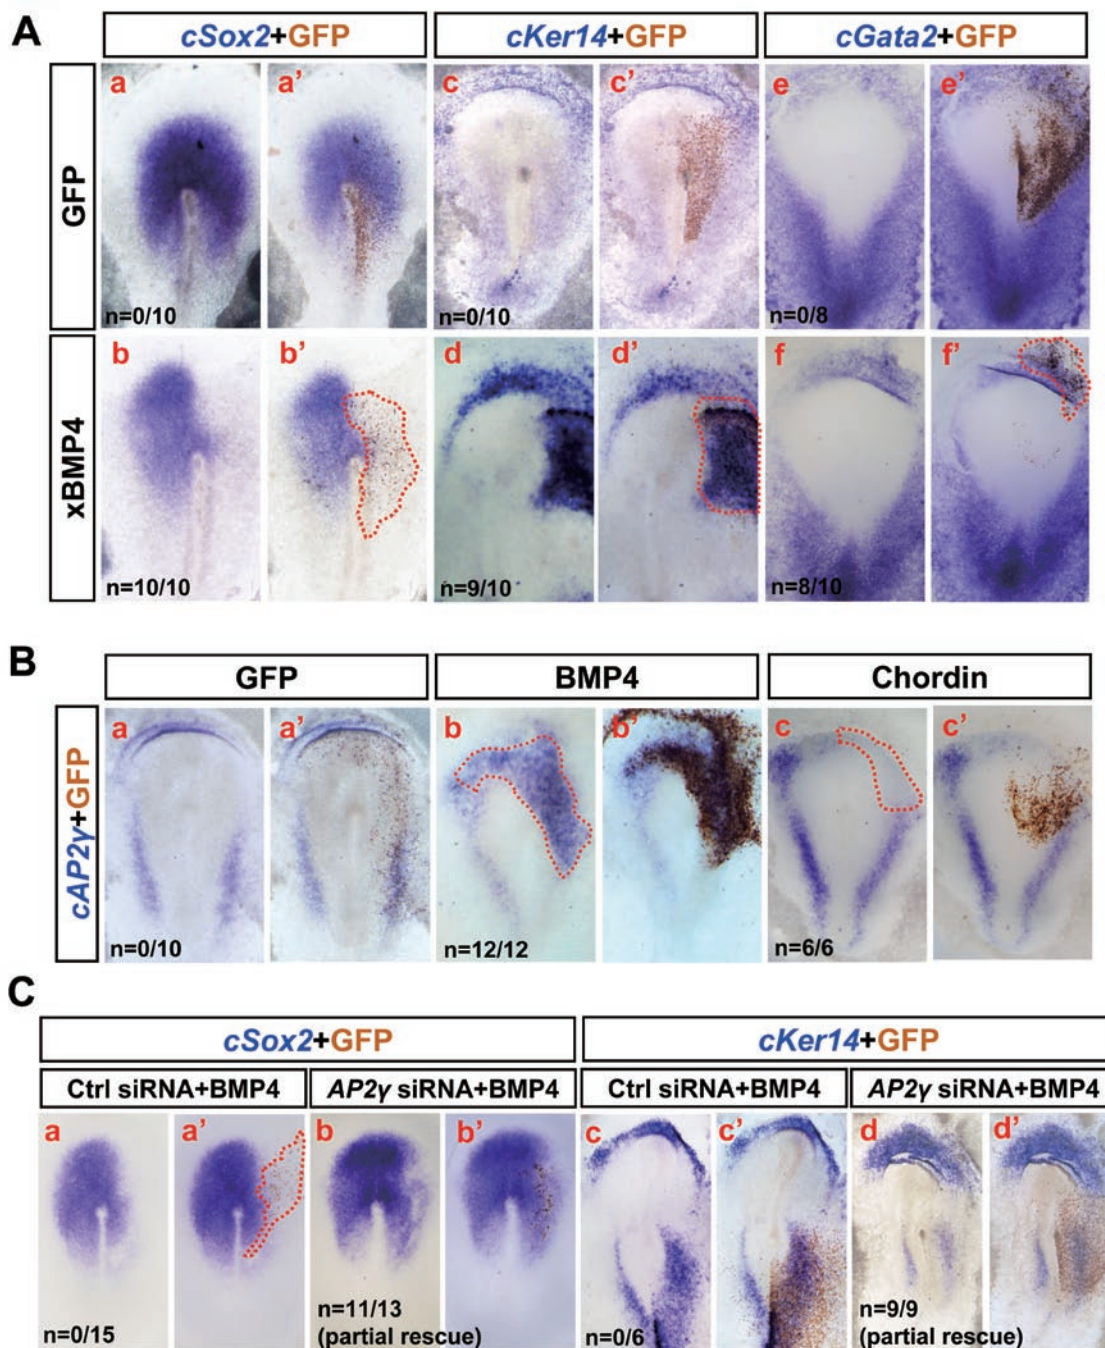 A
cSox2+GFP
cKer14+GFP
cGata2+GFP
GFP
a
a'
c
c'
e
e'
n=0/10
n=0/10
n=0/8
xBMP4
b
b'
d
d'
f
f'
n=10/10
n=9/10
n=8/10
B
GFP
BMP4
Chordin
cAP2γ+GFP
a
a'
b
b'
c
c'
n=0/10
n=12/12
n=6/6
C
cSox2+GFP
cKer14+GFP
Ctrl siRNA+BMP4
AP2γ siRNA+BMP4
Ctrl siRNA+BMP4
AP2γ siRNA+BMP4
a
a'
b
b'
c
c'
d
d'
n=0/15
n=11/13
(partial rescue)
n=0/6
n=9/9
(partial rescue)